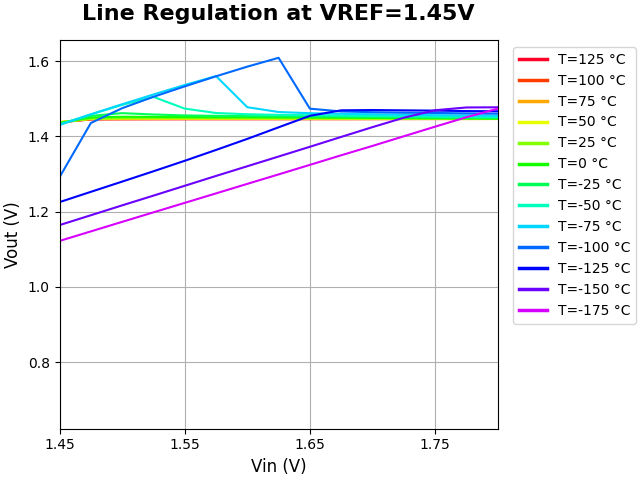 Line Regulation at VREF=1.45V
Vout (V)
1.6
1.4
1.2
1.0
0.8
1.45
1.55
1.65
1.75
Vin (V)
T=125 °C
T=100 °C
T=75 °C
T=50 °C
T=25 °C
T=0 °C
T=-25 °C
T=-50 °C
T=-75 °C
T=-100 °C
T=-125 °C
T=-150 °C
T=-175 °C